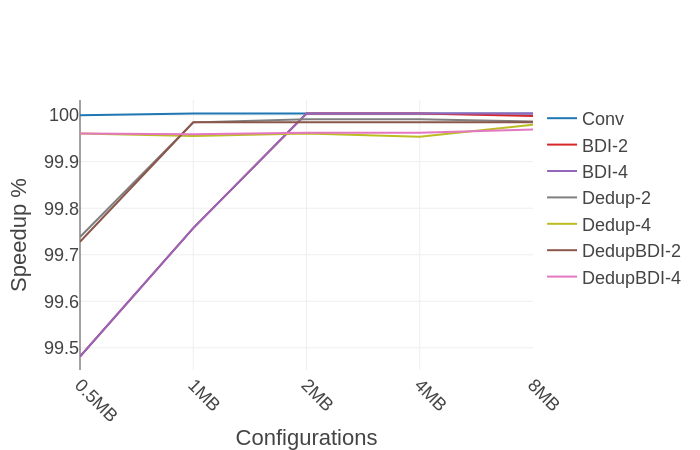 Speedup %
100
99.9
99.8
99.7
99.6
99.5
0.5MB
1MB
2MB
4MB
8MB
Configurations
Conv
BDI-2
BDI-4
Dedup-2
Dedup-4
DedupBDI-2
DedupBDI-4